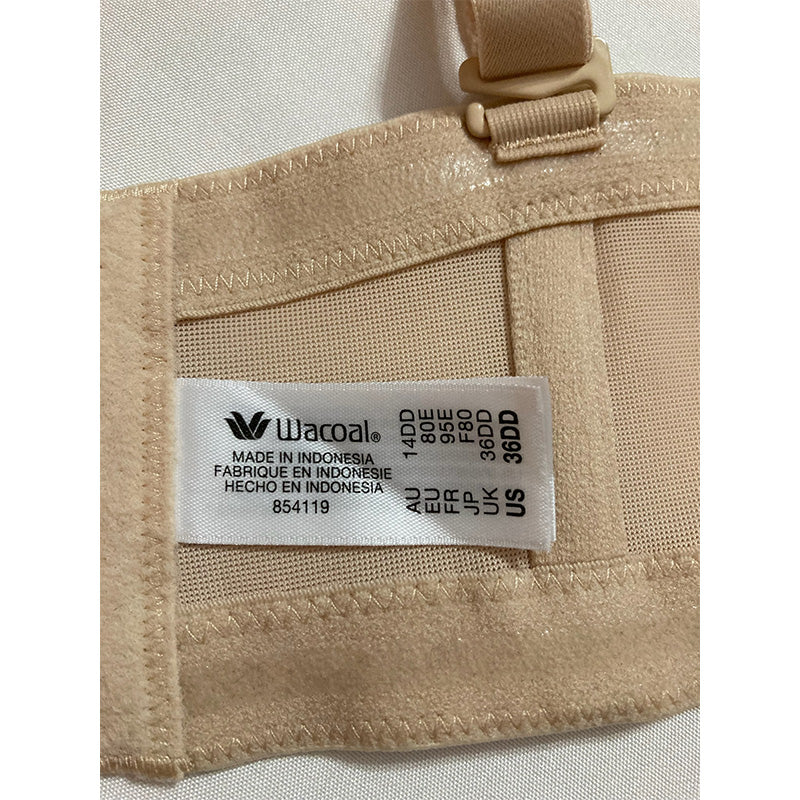 Wacoal®
MADE IN INDONESIA
FABRIQUE EN INDONESIE
HECHO EN INDONESIA
854119
AU 14DD
EU 80E
FR 95E
JP F80
UK 36DD
US 36DD